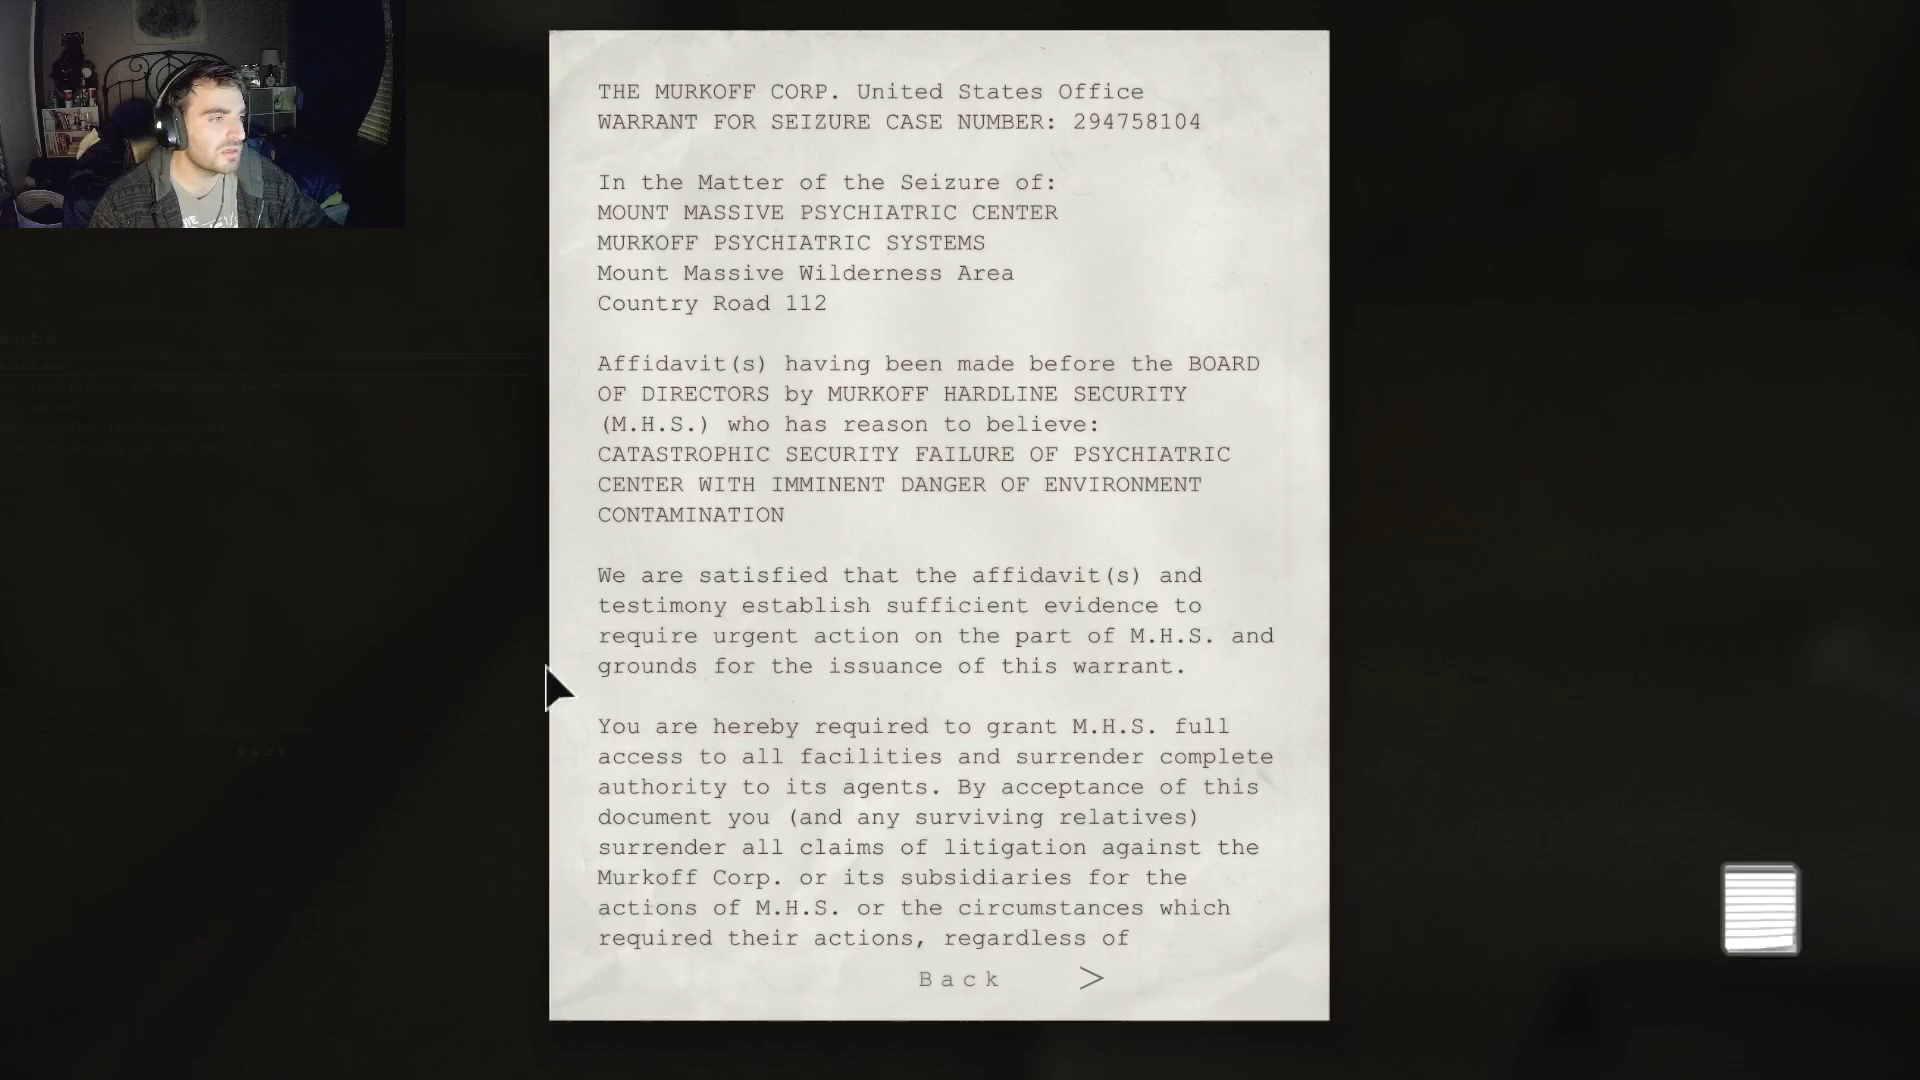 THE MURKOFF CORP. United States Office
WARRANT FOR SEIZURE CASE NUMBER: 294758104
In the Matter of the Seizure of:
MOUNT MASSIVE PSYCHIATRIC CENTER
MURKOFF PSYCHIATRIC SYSTEMS
Mount Massive Wilderness Area
Country Road 112
Affidavit(s) having been made before the BOARD
OF DIRECTORS by MURKOFF HARDLINE SECURITY
(M.H.S.) who has reason to believe:
CATASTROPHIC SECURITY FAILURE OF PSYCHIATRIC
CENTER WITH IMMINENT DANGER OF ENVIRONMENT
CONTAMINATION
We are satisfied that the affidavit(s) and
testimony establish sufficient evidence to
require urgent action on the part of M.H.S. and
grounds for the issuance of this warrant.
You are hereby required to grant M.H.S. full
access to all facilities and surrender complete
authority to its agents. By acceptance of this
document you (and any surviving relatives)
surrender all claims of litigation against the
Murkoff Corp. or its subsidiaries for the
actions of M.H.S. or the circumstances which
required their actions, regardless of
Back >
Back